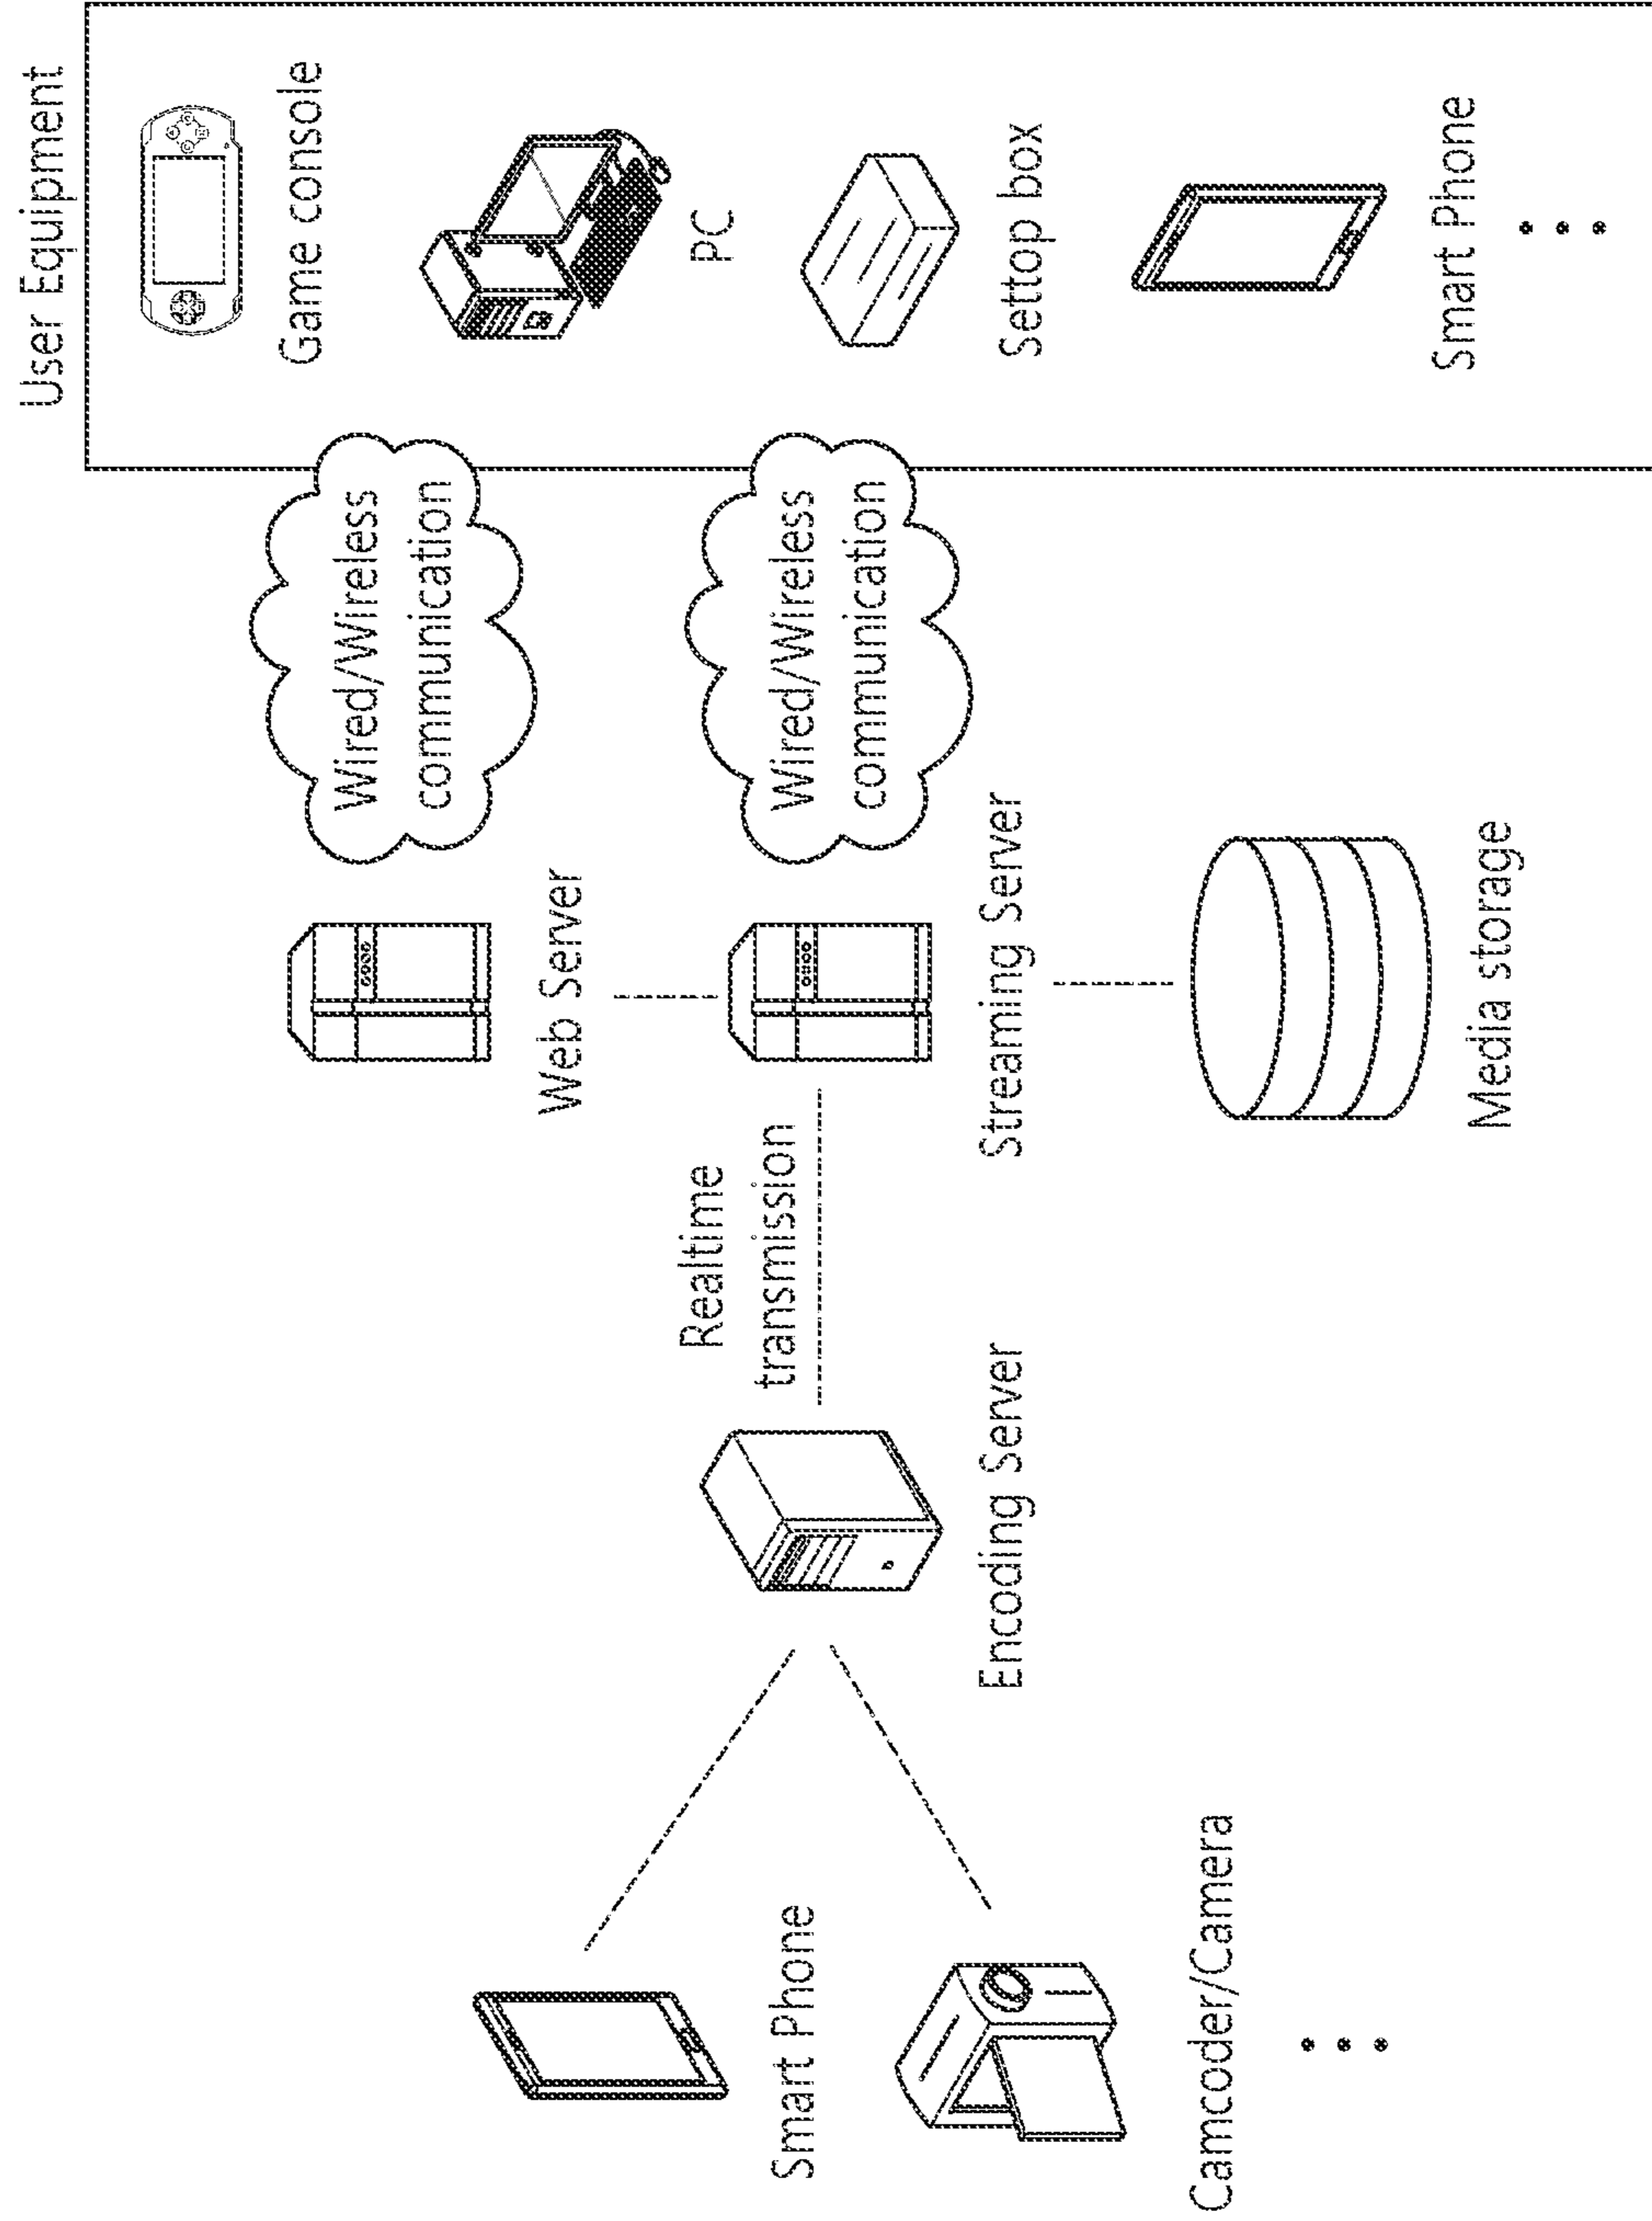 User Equipment
Game console
PC
Settop box
Smart Phone
Wired/Wireless
communication
Wired/Wireless
communication
Web Server
Streaming Server
Media storage
Realtime
transmission
Encoding Server
Smart Phone
Camcoder/Camera